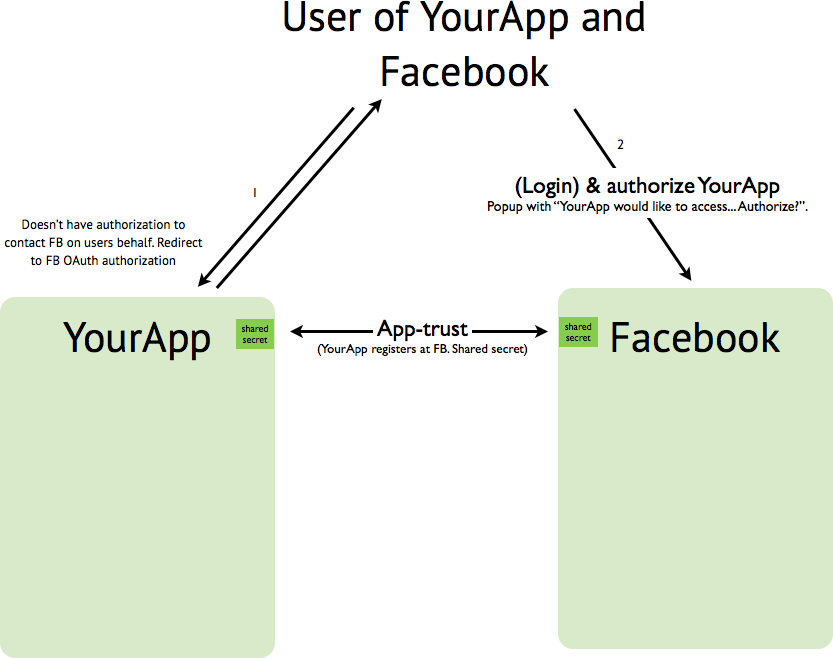 User of YourApp and
Facebook
1
2
(Login) & authorize YourApp
Popup with “YourApp would like to access... Authorize?”.
Doesn't have authorization to
contact FB on users behalf. Redirect
to FB OAuth authorization
YourApp
shared
secret
App-trust
(YourApp registers at FB. Shared secret)
shared
secret
Facebook